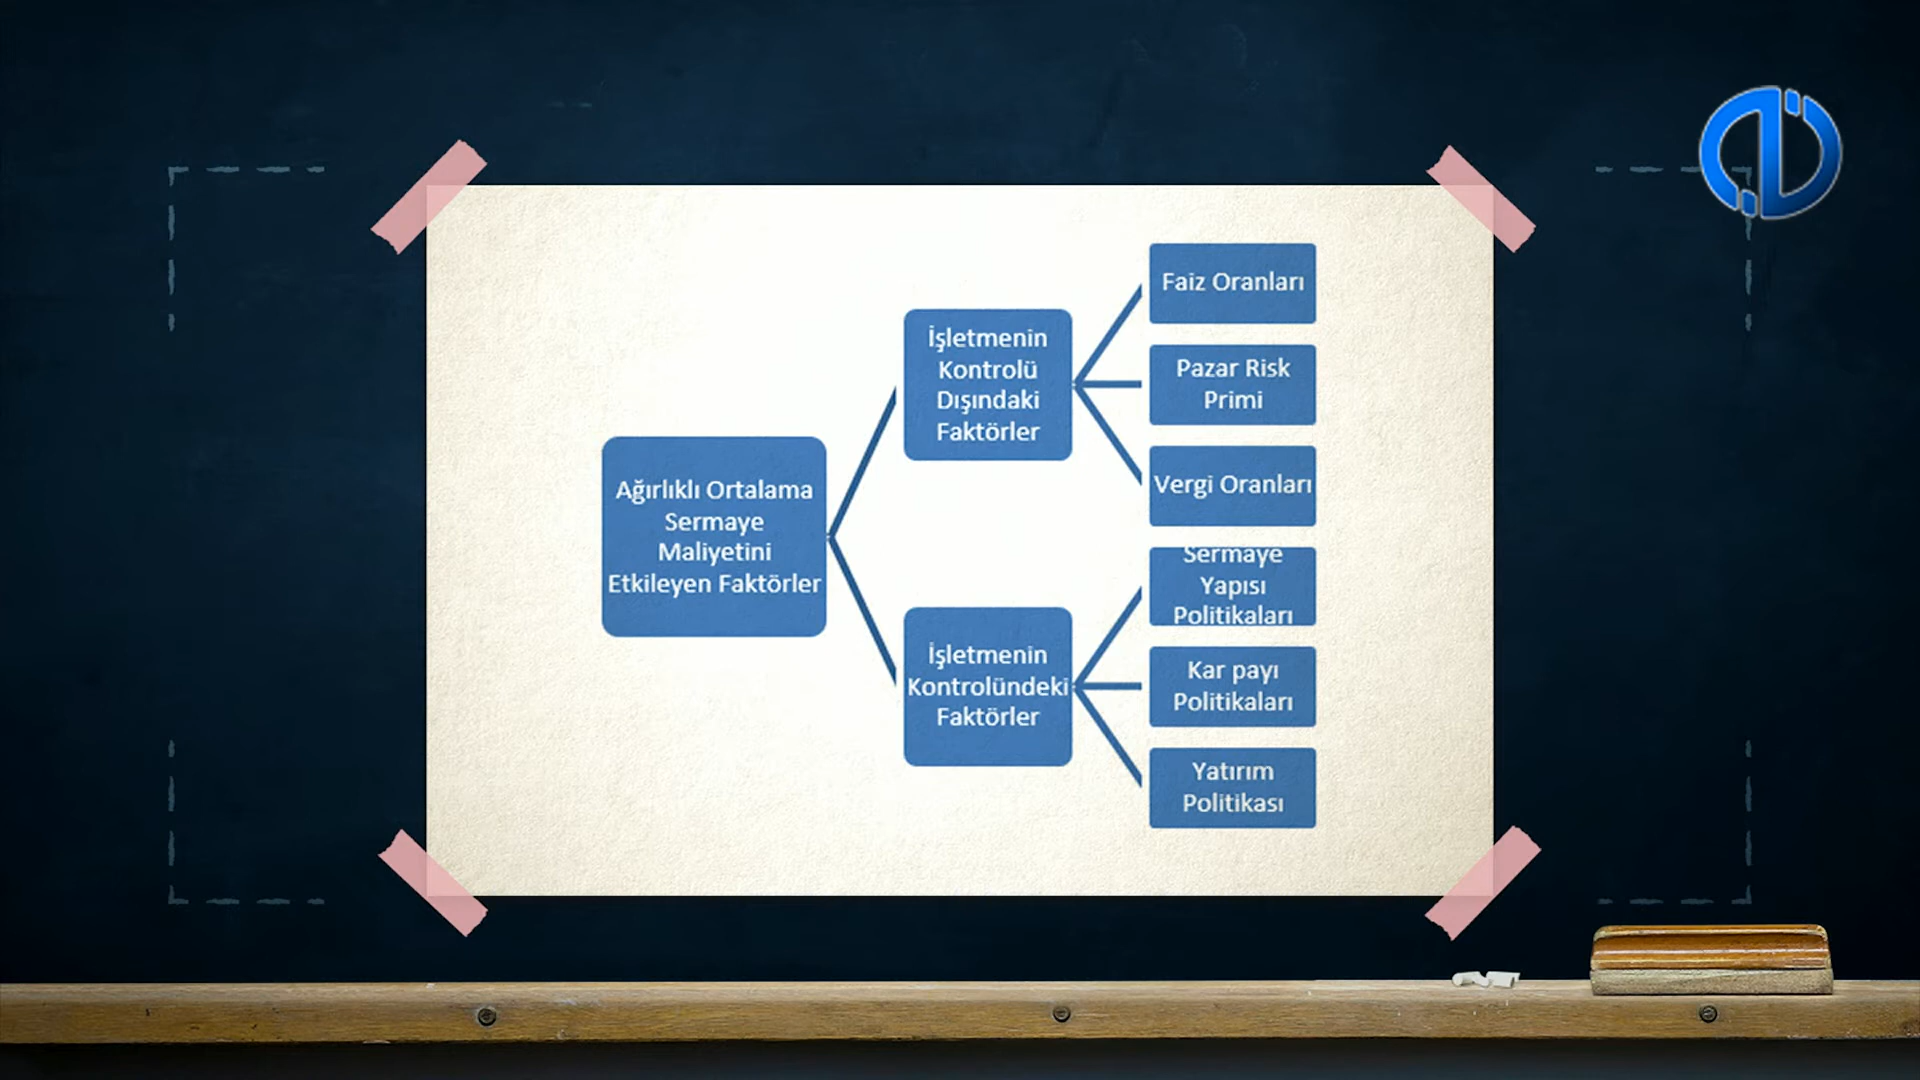 Ağırlıklı Ortalama
Sermaye
Maliyetini
Etkileyen Faktörler
İşletmenin
Kontrolü
Dışındaki
Faktörler
Faiz Oranları
Pazar Risk
Primi
Vergi Oranları
İşletmenin
Kontrolündeki
Faktörler
Sermaye
Yapısı
Politikaları
Kar payı
Politikaları
Yatırım
Politikası